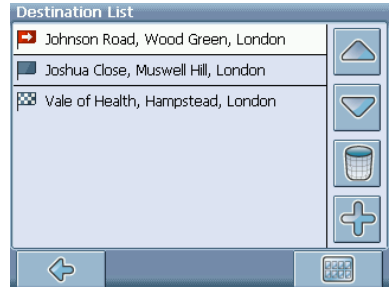 Destination List
Johnson Road, Wood Green, London
Joshua Close, Muswell Hill, London
Vale of Health, Hampstead, London